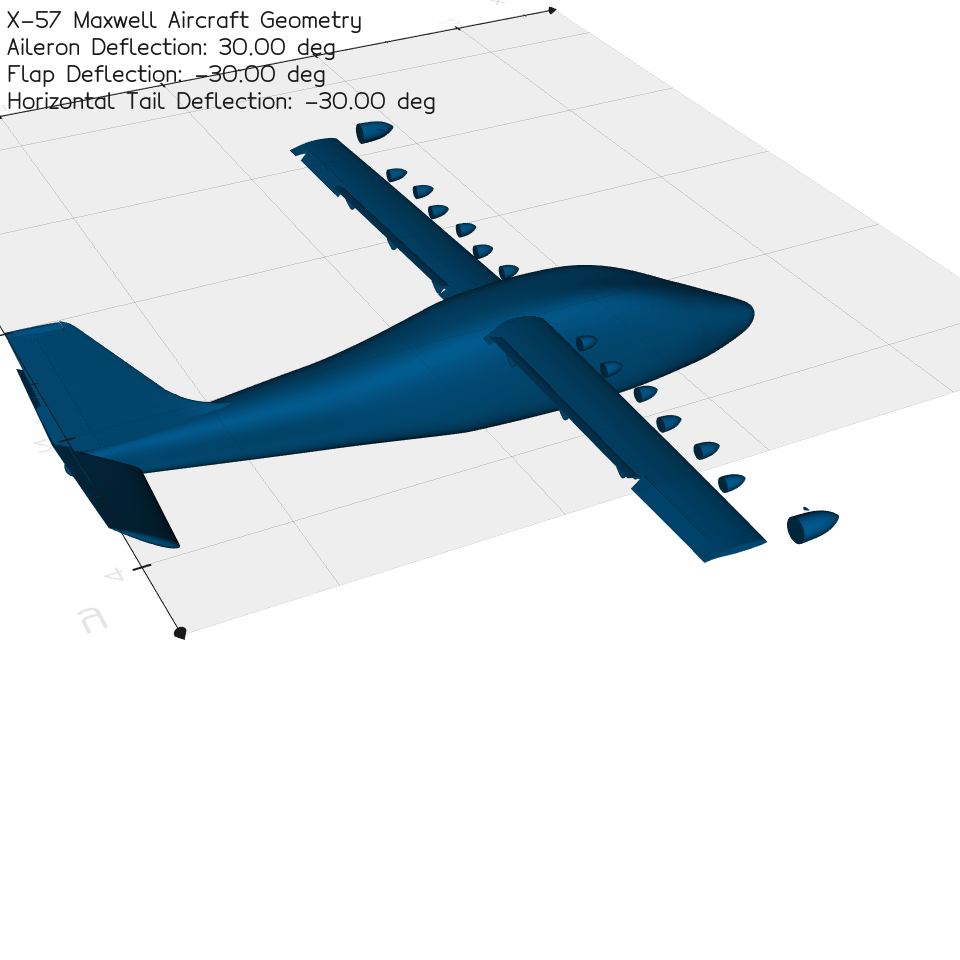 X-57 Maxwell Aircraft Geometry
Aileron Deflection: 30.00 deg
Flap Deflection: -30.00 deg
Horizontal Tail Deflection: -30.00 deg
4